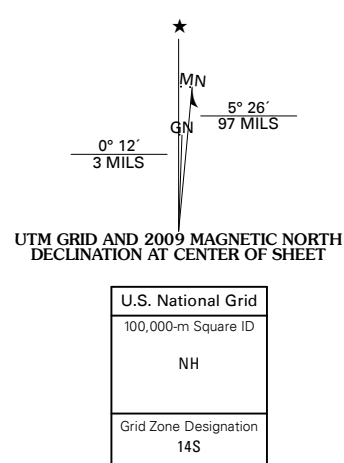 ★
MN
GN
5° 26´
97 MILS
0° 12´
3 MILS
UTM GRID AND 2009 MAGNETIC NORTH
DECLINATION AT CENTER OF SHEET
U.S. National Grid
100,000-m Square ID
NH
Grid Zone Designation
14S